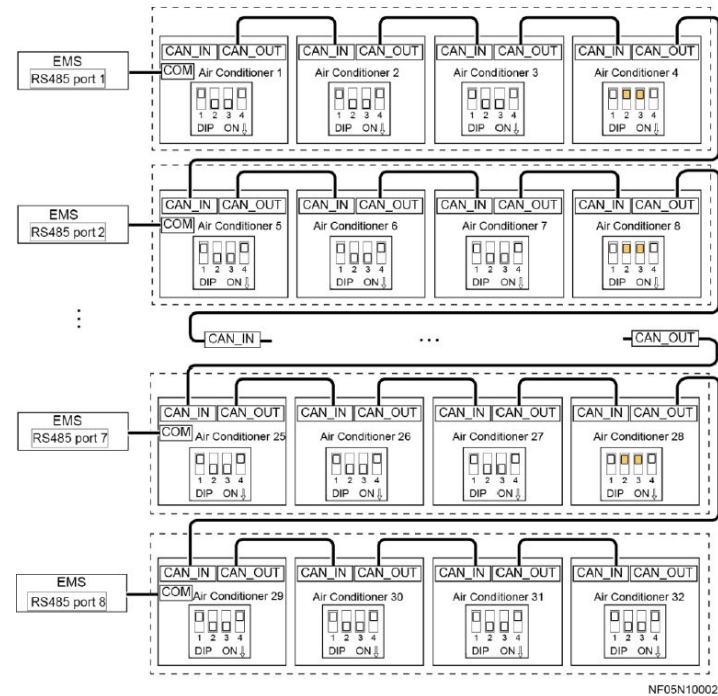 CAN_IN CAN_OUT CAN_IN CAN_OUT CAN_IN CAN_OUT CAN_IN CAN_OUT
EMS
RS485 port 1
COM Air Conditioner 1 Air Conditioner 2 Air Conditioner 3 Air Conditioner 4
1 2 3 4 1 2 3 4 1 2 3 4 1 2 3 4
DIP ON⇩ DIP ON⇩ DIP ON⇩ DIP ON⇩
CAN_IN CAN_OUT CAN_IN CAN_OUT CAN_IN CAN_OUT CAN_IN CAN_OUT
EMS
RS485 port 2
COM Air Conditioner 5 Air Conditioner 6 Air Conditioner 7 Air Conditioner 8
1 2 3 4 1 2 3 4 1 2 3 4 1 2 3 4
DIP ON⇩ DIP ON⇩ DIP ON⇩ DIP ON⇩
⋮
CAN_IN ... CAN_OUT
CAN_IN CAN_OUT CAN_IN CAN_OUT CAN_IN CAN_OUT CAN_IN CAN_OUT
EMS
RS485 port 7
COM Air Conditioner 25 Air Conditioner 26 Air Conditioner 27 Air Conditioner 28
1 2 3 4 1 2 3 4 1 2 3 4 1 2 3 4
DIP ON⇩ DIP ON⇩ DIP ON⇩ DIP ON⇩
CAN_IN CAN_OUT CAN_IN CAN_OUT CAN_IN CAN_OUT CAN_IN CAN_OUT
EMS
RS485 port 8
COM Air Conditioner 29 Air Conditioner 30 Air Conditioner 31 Air Conditioner 32
1 2 3 4 1 2 3 4 1 2 3 4 1 2 3 4
DIP ON⇩ DIP ON⇩ DIP ON⇩ DIP ON⇩
NF05N10002